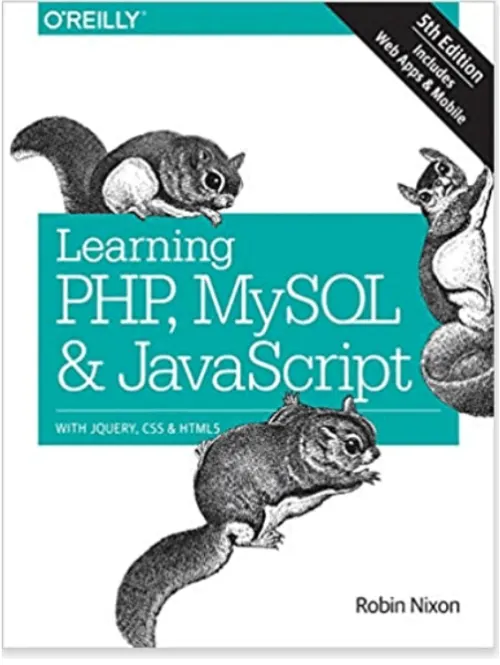 O'REILLY®
5th Edition
Includes
Web Apps & Mobile
Learning
PHP, MySQL
& JavaScript
WITH JQUERY, CSS & HTML5
Robin Nixon